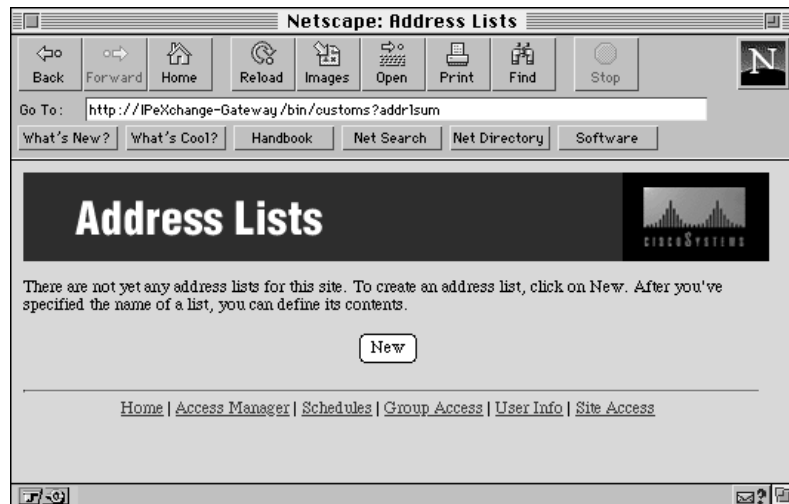 Netscape: Address Lists
Back Forward Home Reload Images Open Print Find Stop
N
Go To: http://IPeXchange-Gateway/bin/customs?addrlsum
What's New? What's Cool? Handbook Net Search Net Directory Software
Address Lists
CISCO SYSTEMS
There are not yet any address lists for this site. To create an address list, click on New. After you've
specified the name of a list, you can define its contents.
New
Home | Access Manager | Schedules | Group Access | User Info | Site Access
?